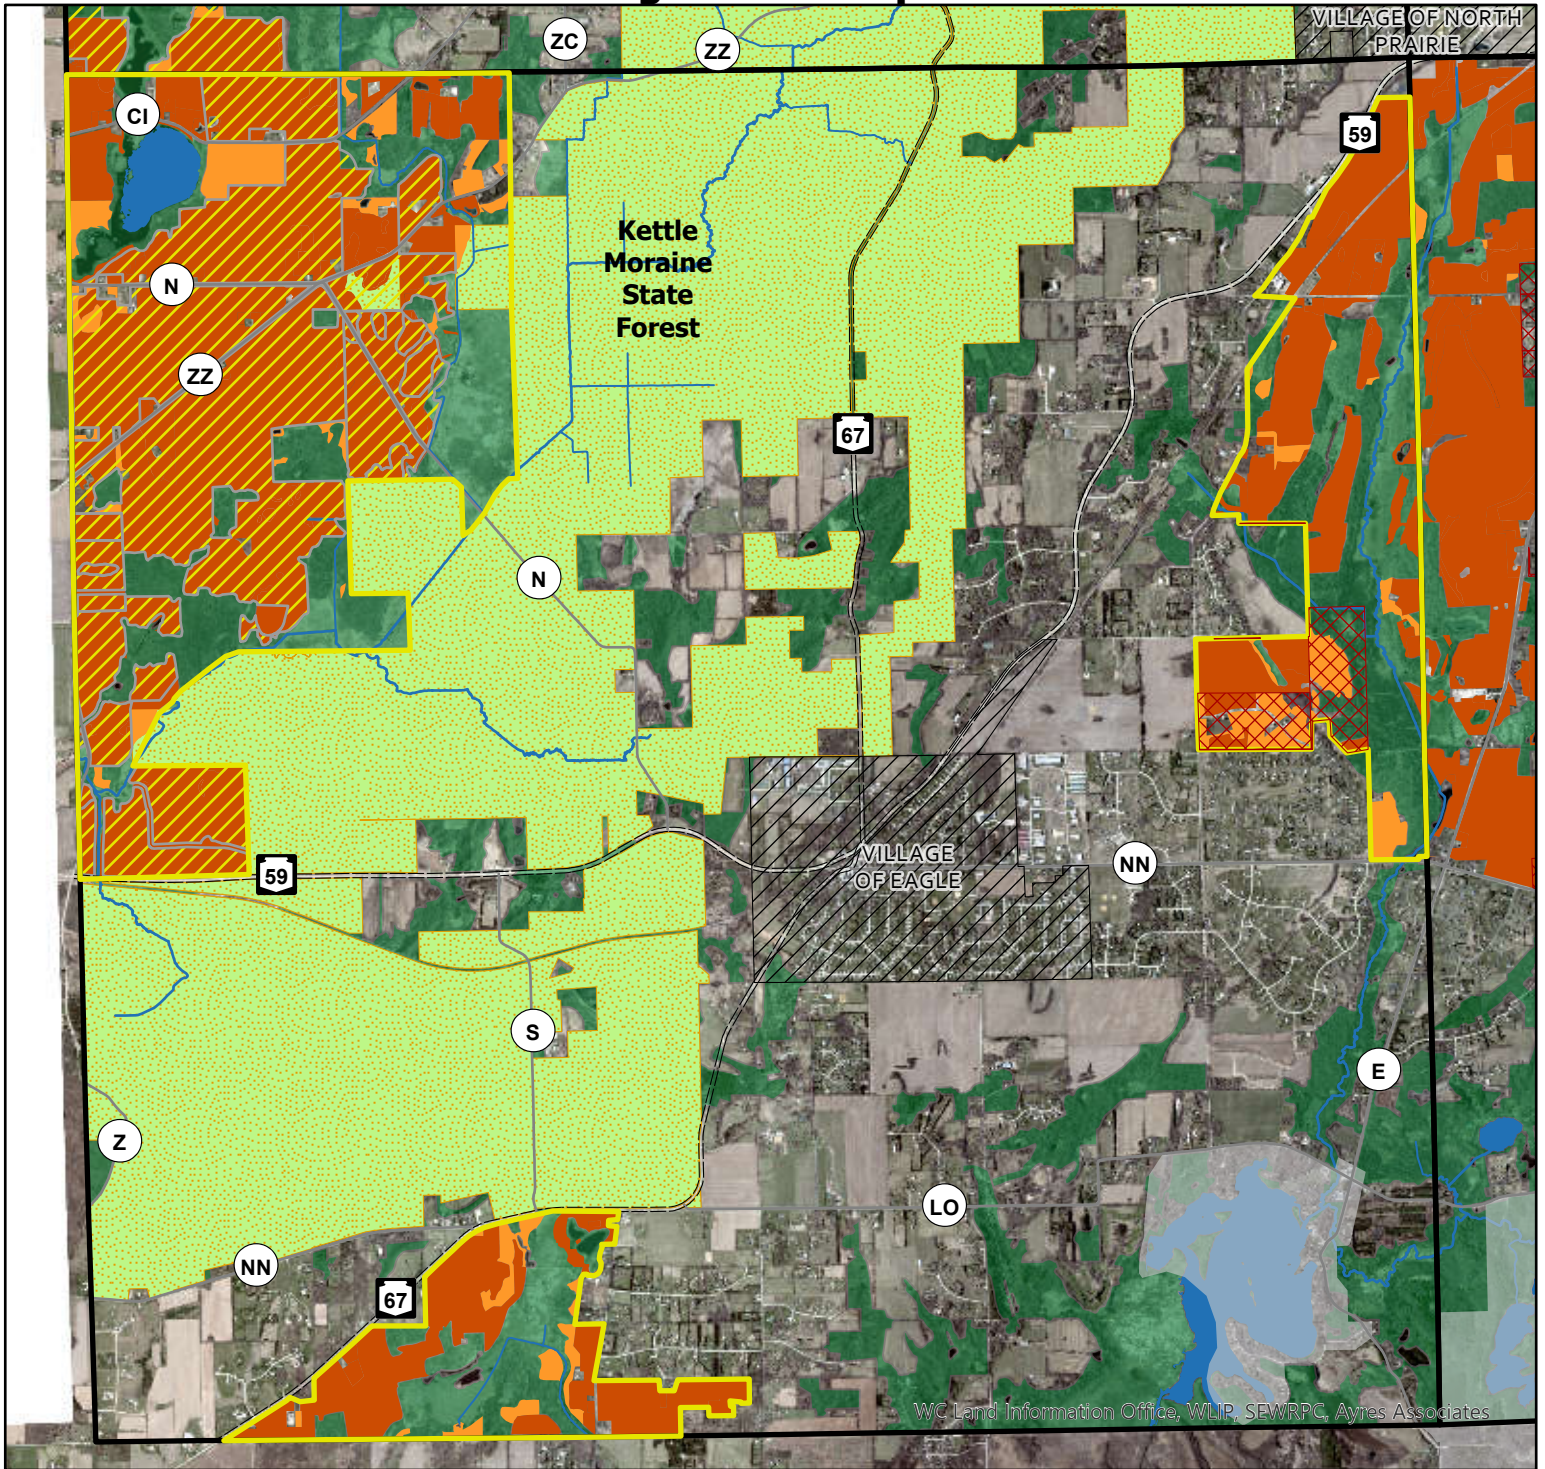 VILLAGE OF NORTH
PRAIRIE
ZC
ZZ
CI
59
Kettle
Moraine
State
Forest
N
ZZ
67
N
VILLAGE
OF EAGLE
NN
59
S
E
Z
LO
NN
67
WC Land Information Office, WLIP, SEWRPC, Ayres Associates